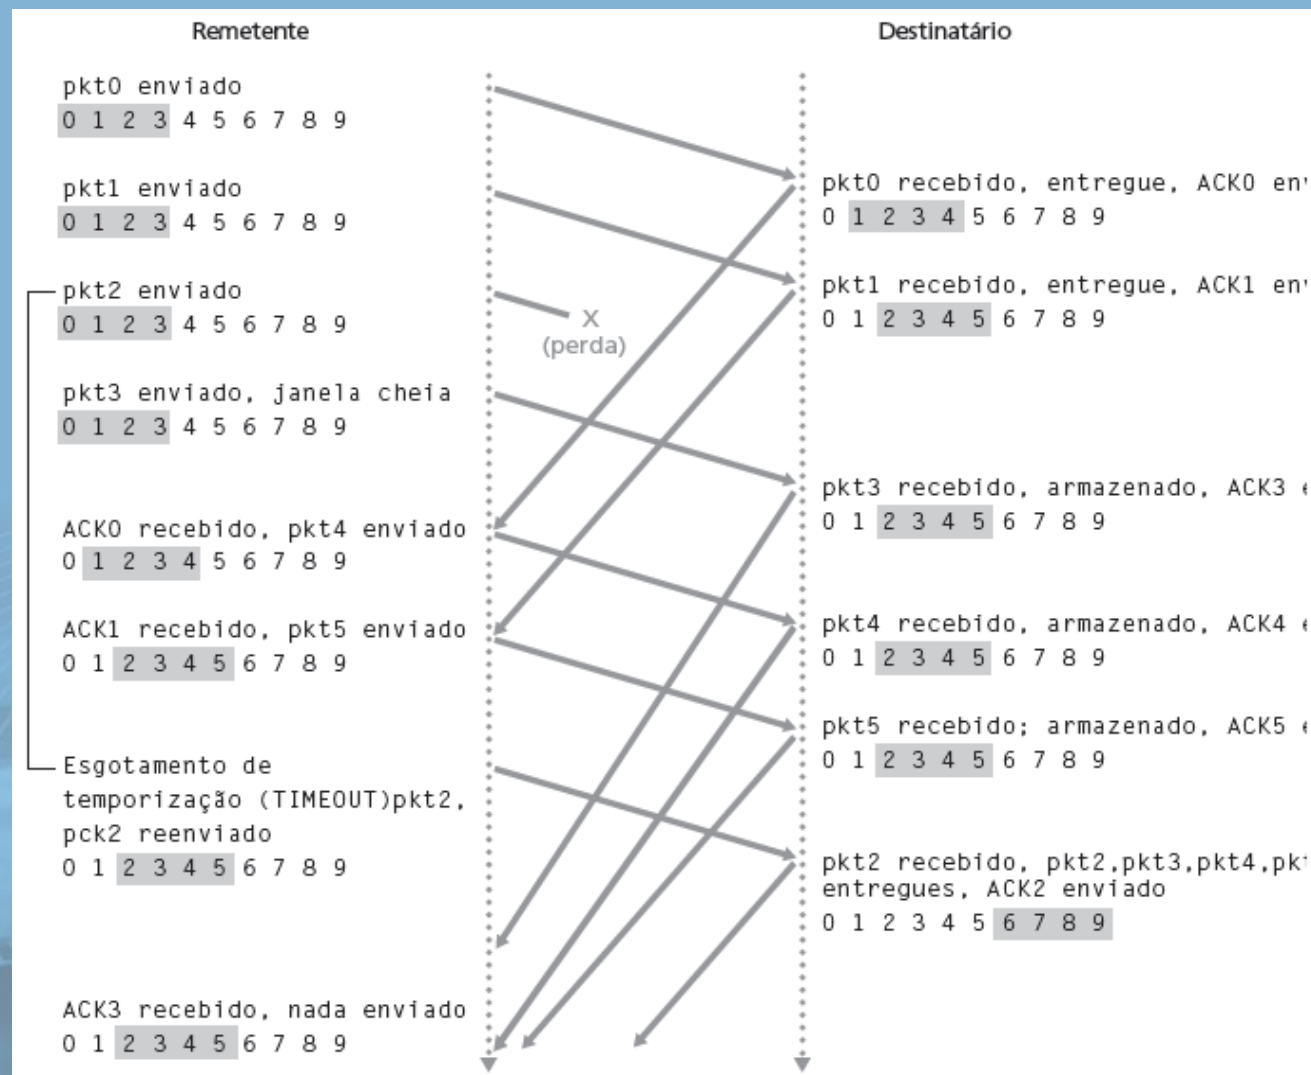 Remetente
pkt0 enviado
0 1 2 3 4 5 6 7 8 9
pkt1 enviado
0 1 2 3 4 5 6 7 8 9
pkt2 enviado
0 1 2 3 4 5 6 7 8 9
pkt3 enviado, janela cheia
0 1 2 3 4 5 6 7 8 9
ACK0 recebido, pkt4 enviado
0 1 2 3 4 5 6 7 8 9
ACK1 recebido, pkt5 enviado
0 1 2 3 4 5 6 7 8 9
Esgotamento de
temporização (TIMEOUT)pkt2,
pck2 reenviado
0 1 2 3 4 5 6 7 8 9
ACK3 recebido, nada enviado
0 1 2 3 4 5 6 7 8 9
X
(perda)
Destinatário
pkt0 recebido, entregue, ACK0
0 1 2 3 4 5 6 7 8 9
pkt1 recebido, entregue, ACK1
0 1 2 3 4 5 6 7 8 9
pkt3 recebido, armazenado, ACK3
0 1 2 3 4 5 6 7 8 9
pkt4 recebido, armazenado, ACK4
0 1 2 3 4 5 6 7 8 9
pkt5 recebido; armazenado, ACK5
0 1 2 3 4 5 6 7 8 9
pkt2 recebido, pkt2,pkt3,pkt4,
entregues, ACK2 enviado
0 1 2 3 4 5 6 7 8 9